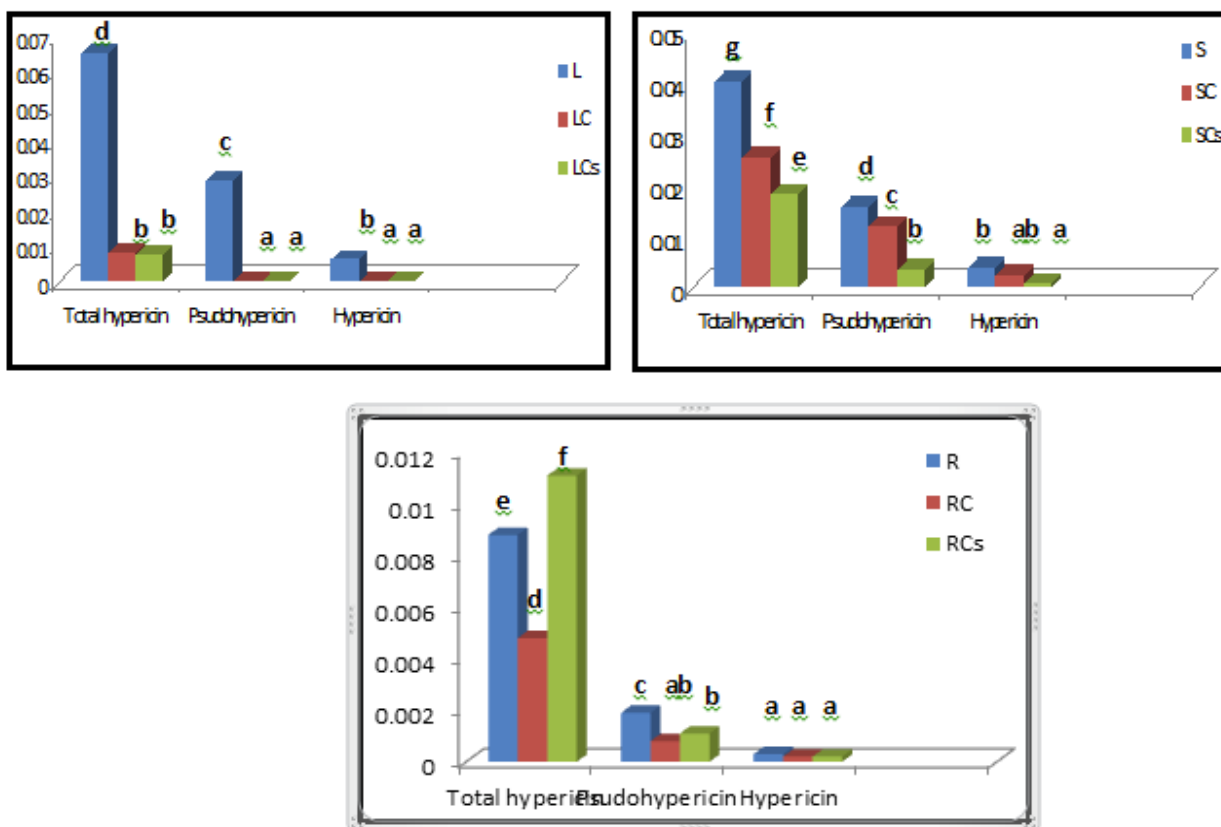 0.07
0.06
0.05
0.04
0.03
0.02
0.01
0
d
b b
c
a a
b
a a
Total hypericin Psudohypericin Hypericin
L
LC
LCs
0.05
0.04
0.03
0.02
0.01
0
g
f
e
d
c
b
b ab a
Total hypericin Psudohypericin Hypericin
S
SC
SCs
0.012
0.01
0.008
0.006
0.004
0.002
0
e
d
f
c ab b
a a a
Total hypericin Psudohypericin Hypericin
R
RC
RCs